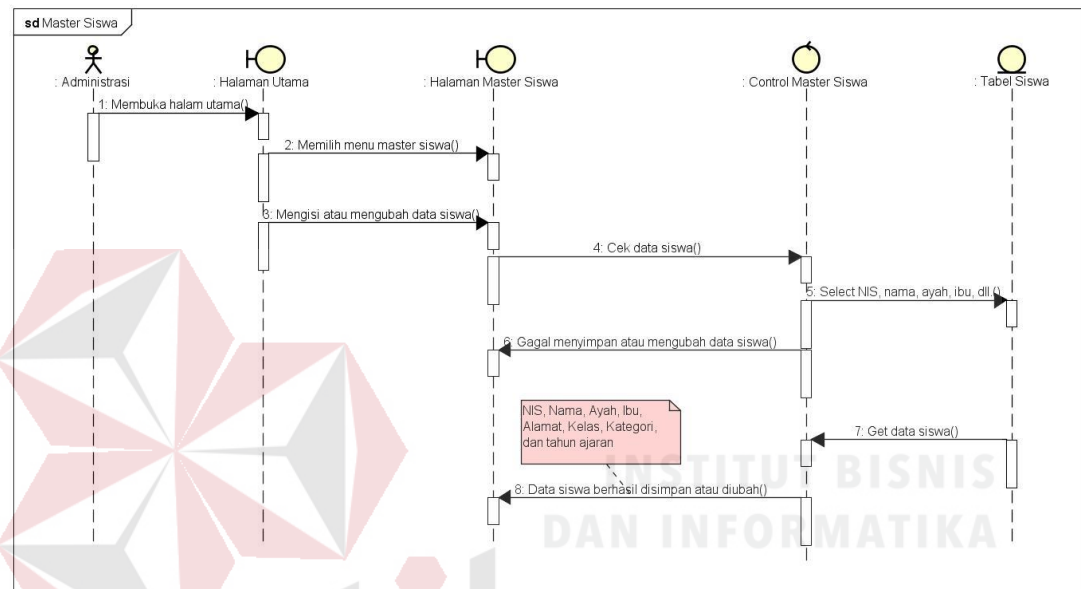 sd Master Siswa
: Administrasi
: Halaman Utama
: Halaman Master Siswa
: Control Master Siswa
: Tabel Siswa
1: Membuka halam utama()
2: Memilih menu master siswa()
3: Mengisi atau mengubah data siswa()
4: Cek data siswa()
5: Select NIS, nama, ayah, ibu, dll.()
6: Gagal menyimpan atau mengubah data siswa()
NIS, Nama, Ayah, Ibu,
Alamat, Kelas, Kategori,
dan tahun ajaran
7: Get data siswa()
8: Data siswa berhasil disimpan atau diubah()
INSTITUT BISNIS
DAN INFORMATIKA